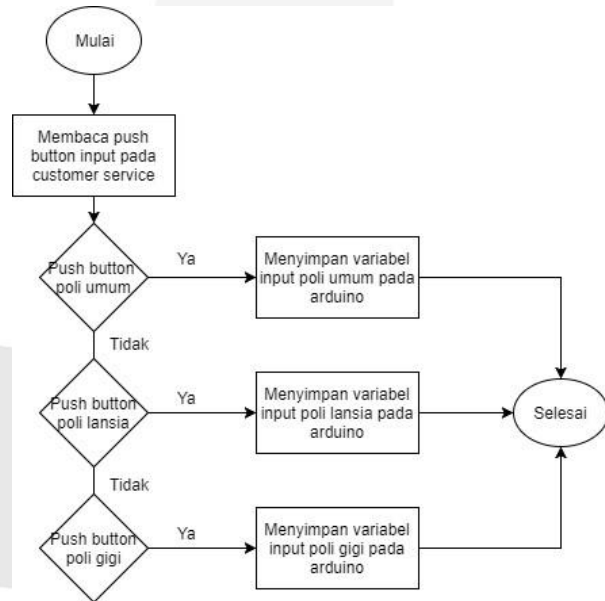 Mulai
Membaca push
button input pada
customer service
Push button
poli umum
Ya
Menyimpan variabel
input poli umum pada
arduino
Tidak
Push button
poli lansia
Ya
Menyimpan variabel
input poli lansia pada
arduino
Selesai
Tidak
Push button
poli gigi
Ya
Menyimpan variabel
input poli gigi pada
arduino